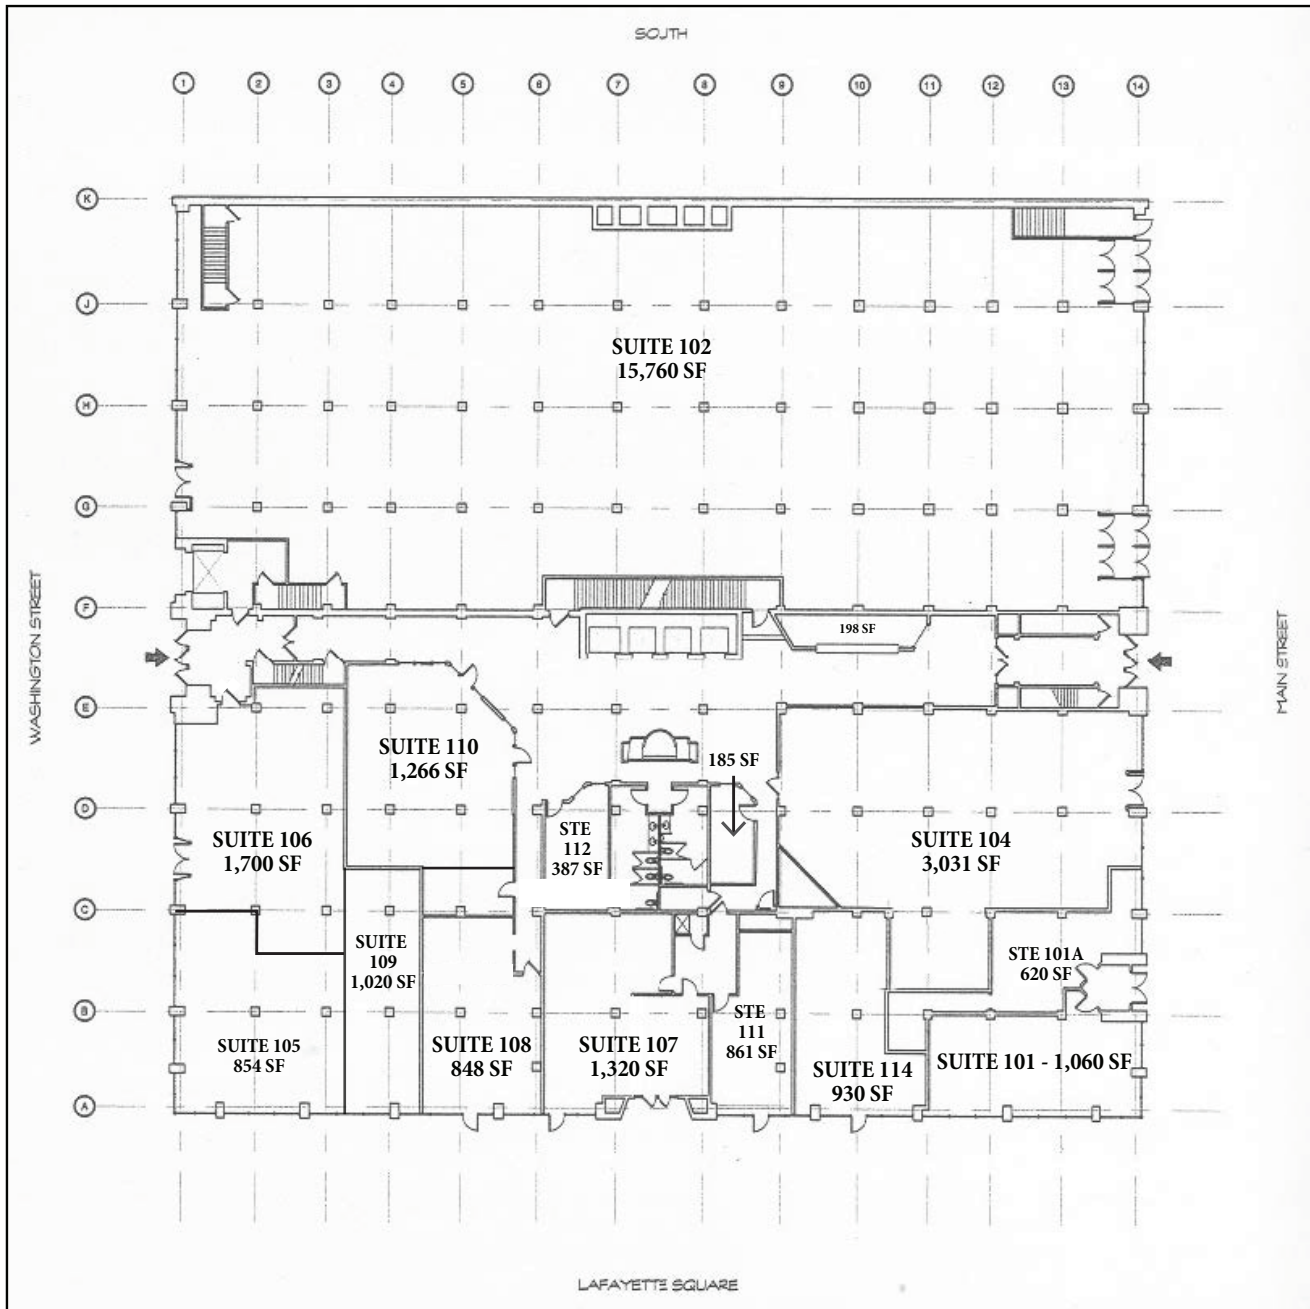 SOUTH
1 2 3 4 5 6 7 8 9 10 11 12 13 14
K
J
SUITE 102
15,760 SF
H
G
WASHINGTON STREET
F
198 SF
MAIN STREET
E
SUITE 110
1,266 SF
185 SF
D
STE
112
387 SF
SUITE 106
1,700 SF
SUITE 104
3,031 SF
C
SUITE
109
1,020 SF
STE 101A
620 SF
B
STE
111
861 SF
SUITE 105
854 SF
SUITE 108
848 SF
SUITE 107
1,320 SF
SUITE 114
930 SF
SUITE 101 - 1,060 SF
A
LAFAYETTE SQUARE